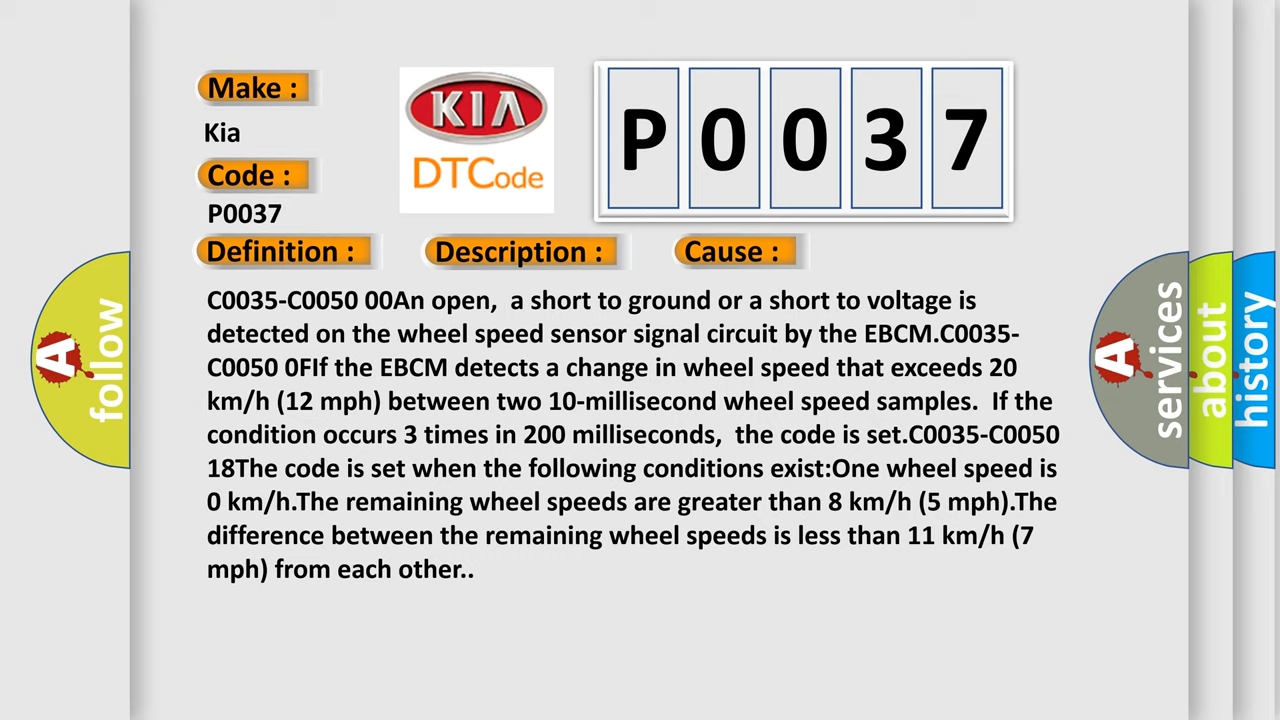 Make :
Kia
Code :
P0037
KIA
DTCode
P0037
Definition :
Description :
Cause :
C0035-C0050 00An open, a short to ground or a short to voltage is
detected on the wheel speed sensor signal circuit by the EBCM.C0035-
C0050 0FIf the EBCM detects a change in wheel speed that exceeds 20
km/h (12 mph) between two 10-millisecond wheel speed samples. If the
condition occurs 3 times in 200 milliseconds, the code is set.C0035-C0050
18The code is set when the following conditions exist:One wheel speed is
0 km/h.The remaining wheel speeds are greater than 8 km/h (5 mph).The
difference between the remaining wheel speeds is less than 11 km/h (7
mph) from each other..
A
follow
A
services
about
history